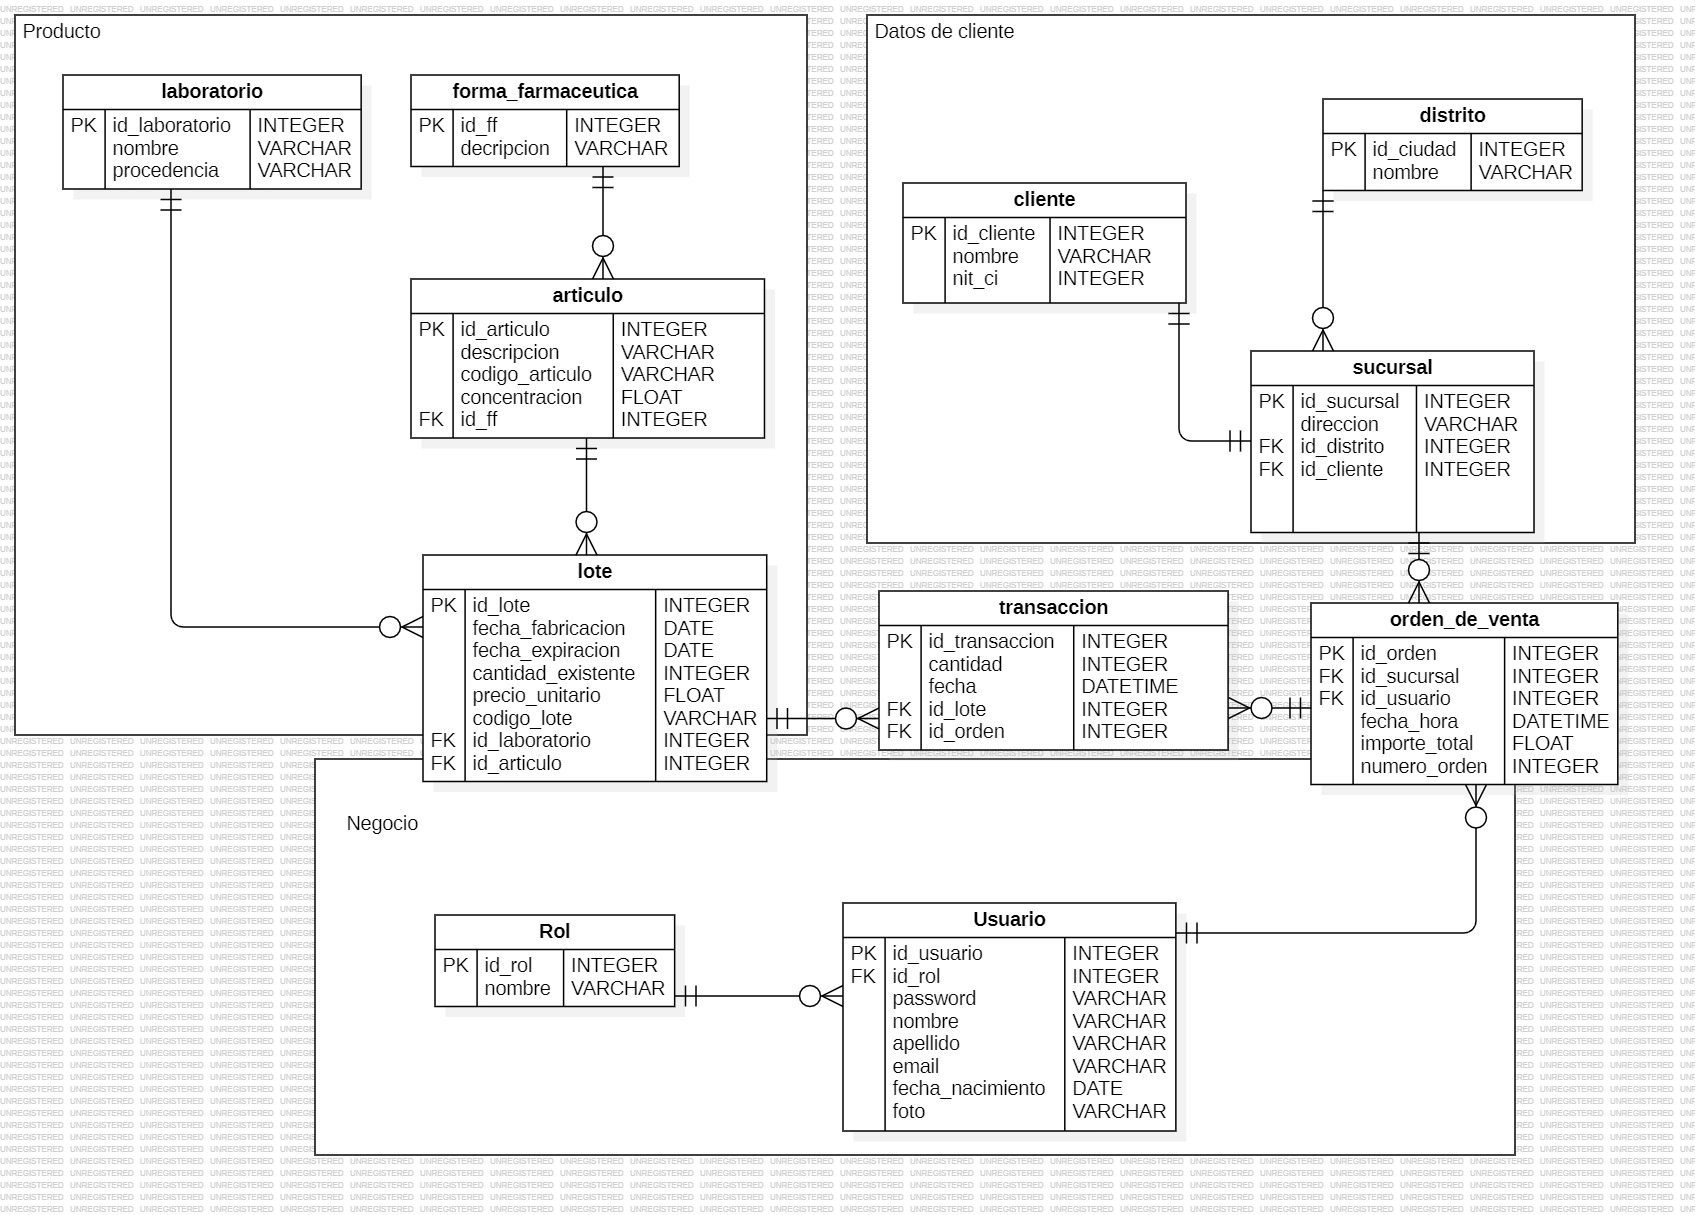 Producto
laboratorio
PK id_laboratorio INTEGER
nombre VARCHAR
procedencia VARCHAR
forma_farmaceutica
PK id_ff INTEGER
decripcion VARCHAR
articulo
PK id_articulo INTEGER
descripcion VARCHAR
codigo_articulo VARCHAR
concentracion FLOAT
FK id_ff INTEGER
lote
PK id_lote INTEGER
fecha_fabricacion DATE
fecha_expiracion DATE
cantidad_existente INTEGER
precio_unitario FLOAT
codigo_lote VARCHAR
FK id_laboratorio INTEGER
FK id_articulo INTEGER
Datos de cliente
distrito
PK id_ciudad INTEGER
nombre VARCHAR
cliente
PK id_cliente INTEGER
nombre VARCHAR
nit_ci INTEGER
sucursal
PK id_sucursal INTEGER
direccion VARCHAR
FK id_distrito INTEGER
FK id_cliente INTEGER
transaccion
PK id_transaccion INTEGER
cantidad INTEGER
fecha DATETIME
FK id_lote INTEGER
FK id_orden INTEGER
orden_de_venta
PK id_orden INTEGER
FK id_sucursal INTEGER
FK id_usuario INTEGER
fecha_hora DATETIME
importe_total FLOAT
numero_orden INTEGER
Negocio
Rol
PK id_rol INTEGER
nombre VARCHAR
Usuario
PK id_usuario INTEGER
FK id_rol INTEGER
password VARCHAR
nombre VARCHAR
apellido VARCHAR
email VARCHAR
fecha_nacimiento DATE
foto VARCHAR
UNREGISTERED